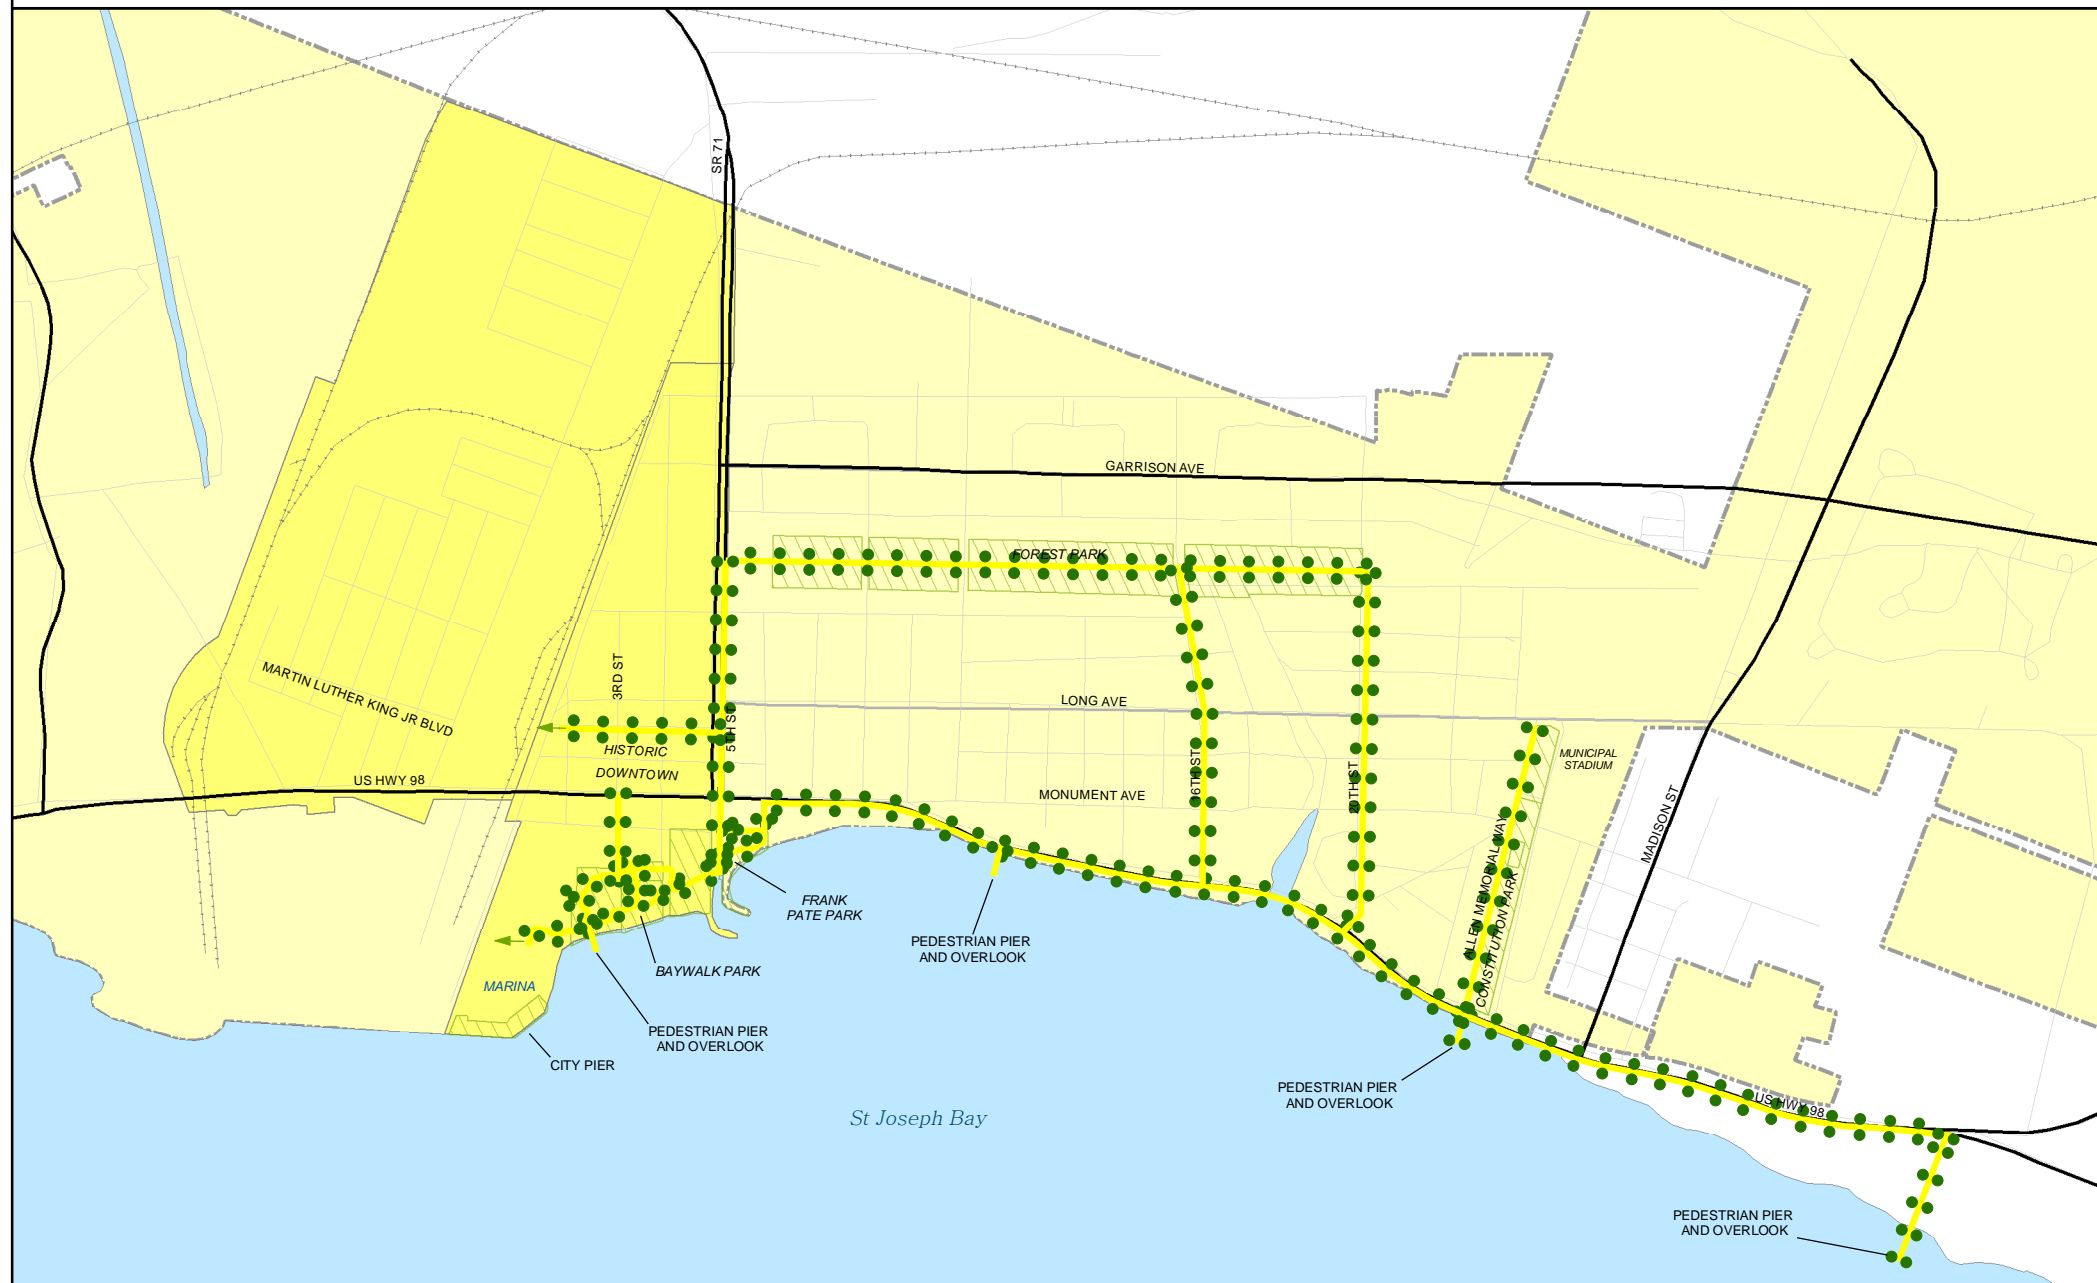 SR 71
GARRISON AVE
FOREST PARK
3RD ST
MARTIN LUTHER KING JR BLVD
LONG AVE
5TH ST
HISTORIC
DOWNTOWN
16TH ST
20TH ST
MUNICIPAL
STADIUM
US HWY 98
MONUMENT AVE
MADISON ST
ALLEN MEMORIAL WAY
CONSTITUTION PARK
FRANK
PATE PARK
PEDESTRIAN PIER
AND OVERLOOK
BAYWALK PARK
MARINA
PEDESTRIAN PIER
AND OVERLOOK
CITY PIER
PEDESTRIAN PIER
AND OVERLOOK
US HWY 98
St Joseph Bay
PEDESTRIAN PIER
AND OVERLOOK